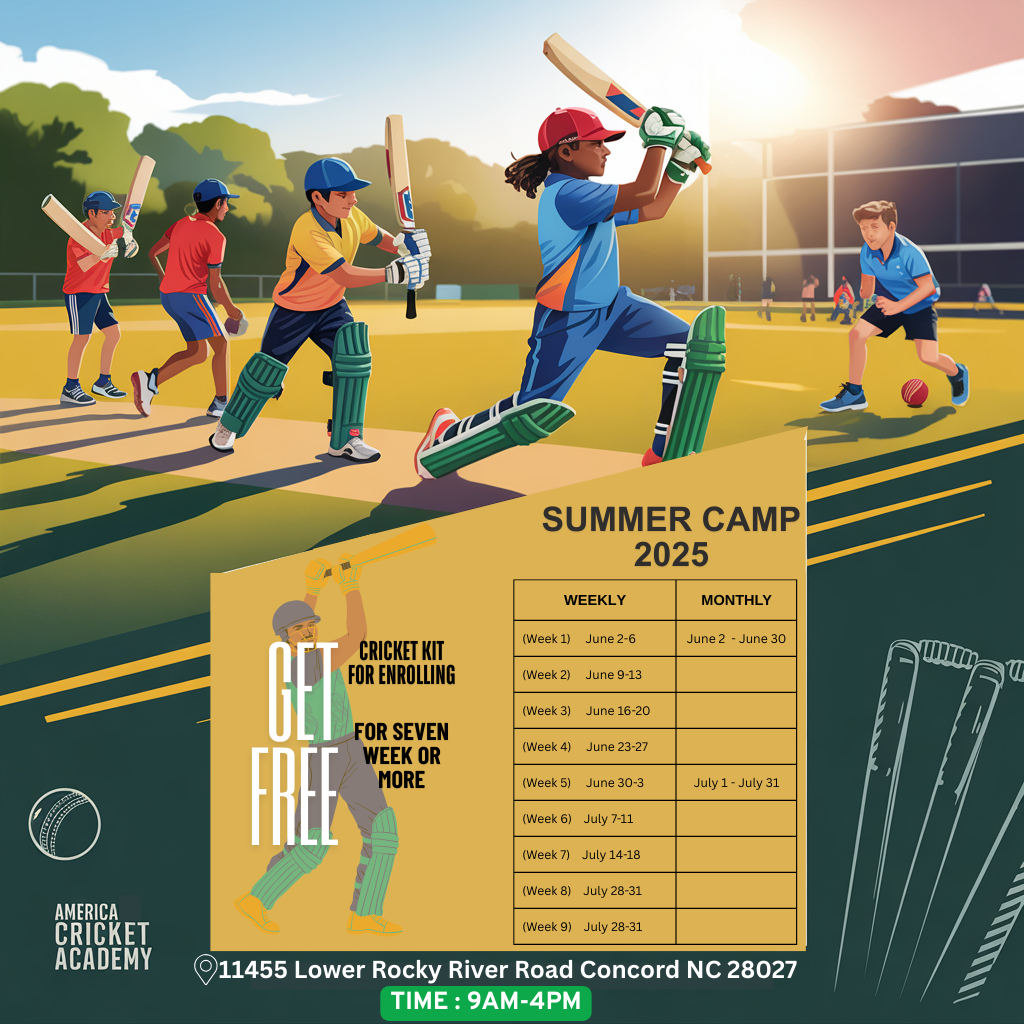 SUMMER CAMP
2025
WEEKLY MONTHLY
(Week 1) June 2-6 June 2 - June 30
(Week 2) June 9-13
(Week 3) June 16-20
(Week 4) June 23-27
(Week 5) June 30-3 July 1 - July 31
(Week 6) July 7-11
(Week 7) July 14-18
(Week 8) July 28-31
(Week 9) July 28-31
GET
FREE
CRICKET KIT
FOR ENROLLING
FOR SEVEN
WEEK OR
MORE
AMERICA
CRICKET
ACADEMY
11455 Lower Rocky River Road Concord NC 28027
TIME : 9AM-4PM